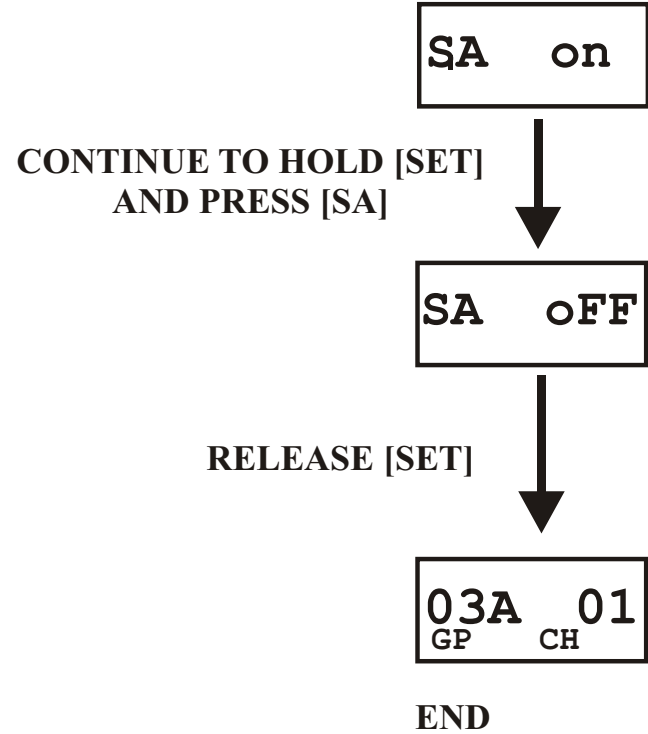 SA on
CONTINUE TO HOLD [SET]
AND PRESS [SA]
SA oFF
RELEASE [SET]
03A 01
GP CH
END